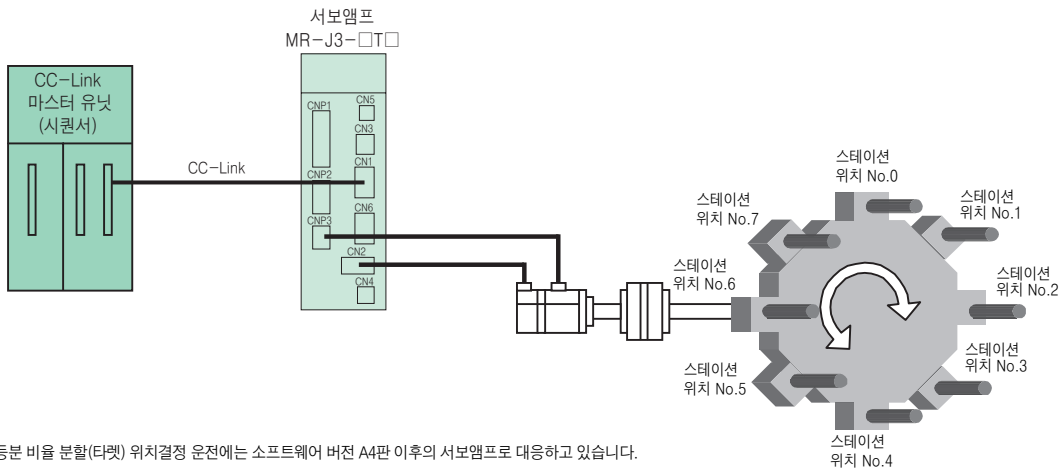 서보앰프
MR-J3-□T□
CC-Link
마스터 유닛
(시퀀서)
CC-Link
CNP1
CNP2
CNP3
CN5
CN3
CN1
CN6
CN2
CN4
스테이션
위치 No.0
스테이션
위치 No.1
스테이션
위치 No.2
스테이션
위치 No.3
스테이션
위치 No.4
스테이션
위치 No.5
스테이션
위치 No.6
스테이션
위치 No.7
등분 비율 분할(타렛) 위치결정 운전에는 소프트웨어 버전 A4판 이후의 서보앰프로 대응하고 있습니다.